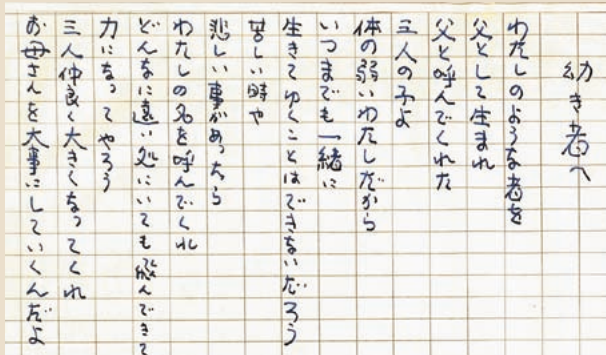 幼き者へ
わたしのような者を
父として生まれ
父と呼んでくれた
三人の子よ
体の弱いわたしだから
いつまでも一緒に
生きてゆくことはできないだろう
苦しい時や
悲しい事があったら
わたしの名を呼んでくれ
どんなに遠い処にいても飛んできて
力になってやろう
三人仲良く大きくなってくれ
お母さんを大事にしていくんだよ